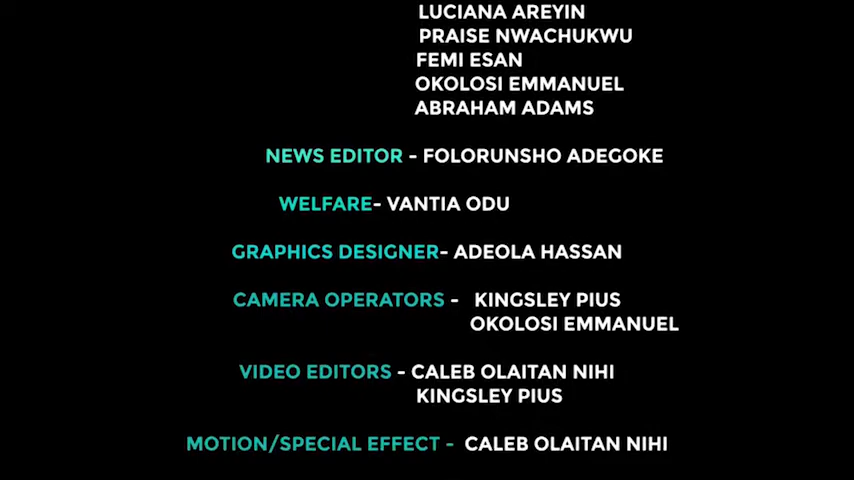 LUCIANA AREYIN
PRAISE NWACHUKWU
FEMI ESAN
OKOLOSI EMMANUEL
ABRAHAM ADAMS
NEWS EDITOR - FOLORUNSHO ADEGOKE
WELFARE- VANTIA ODU
GRAPHICS DESIGNER- ADEOLA HASSAN
CAMERA OPERATORS - KINGSLEY PIUS
OKOLOSI EMMANUEL
VIDEO EDITORS - CALEB OLAITAN NIHI
KINGSLEY PIUS
MOTION/SPECIAL EFFECT - CALEB OLAITAN NIHI